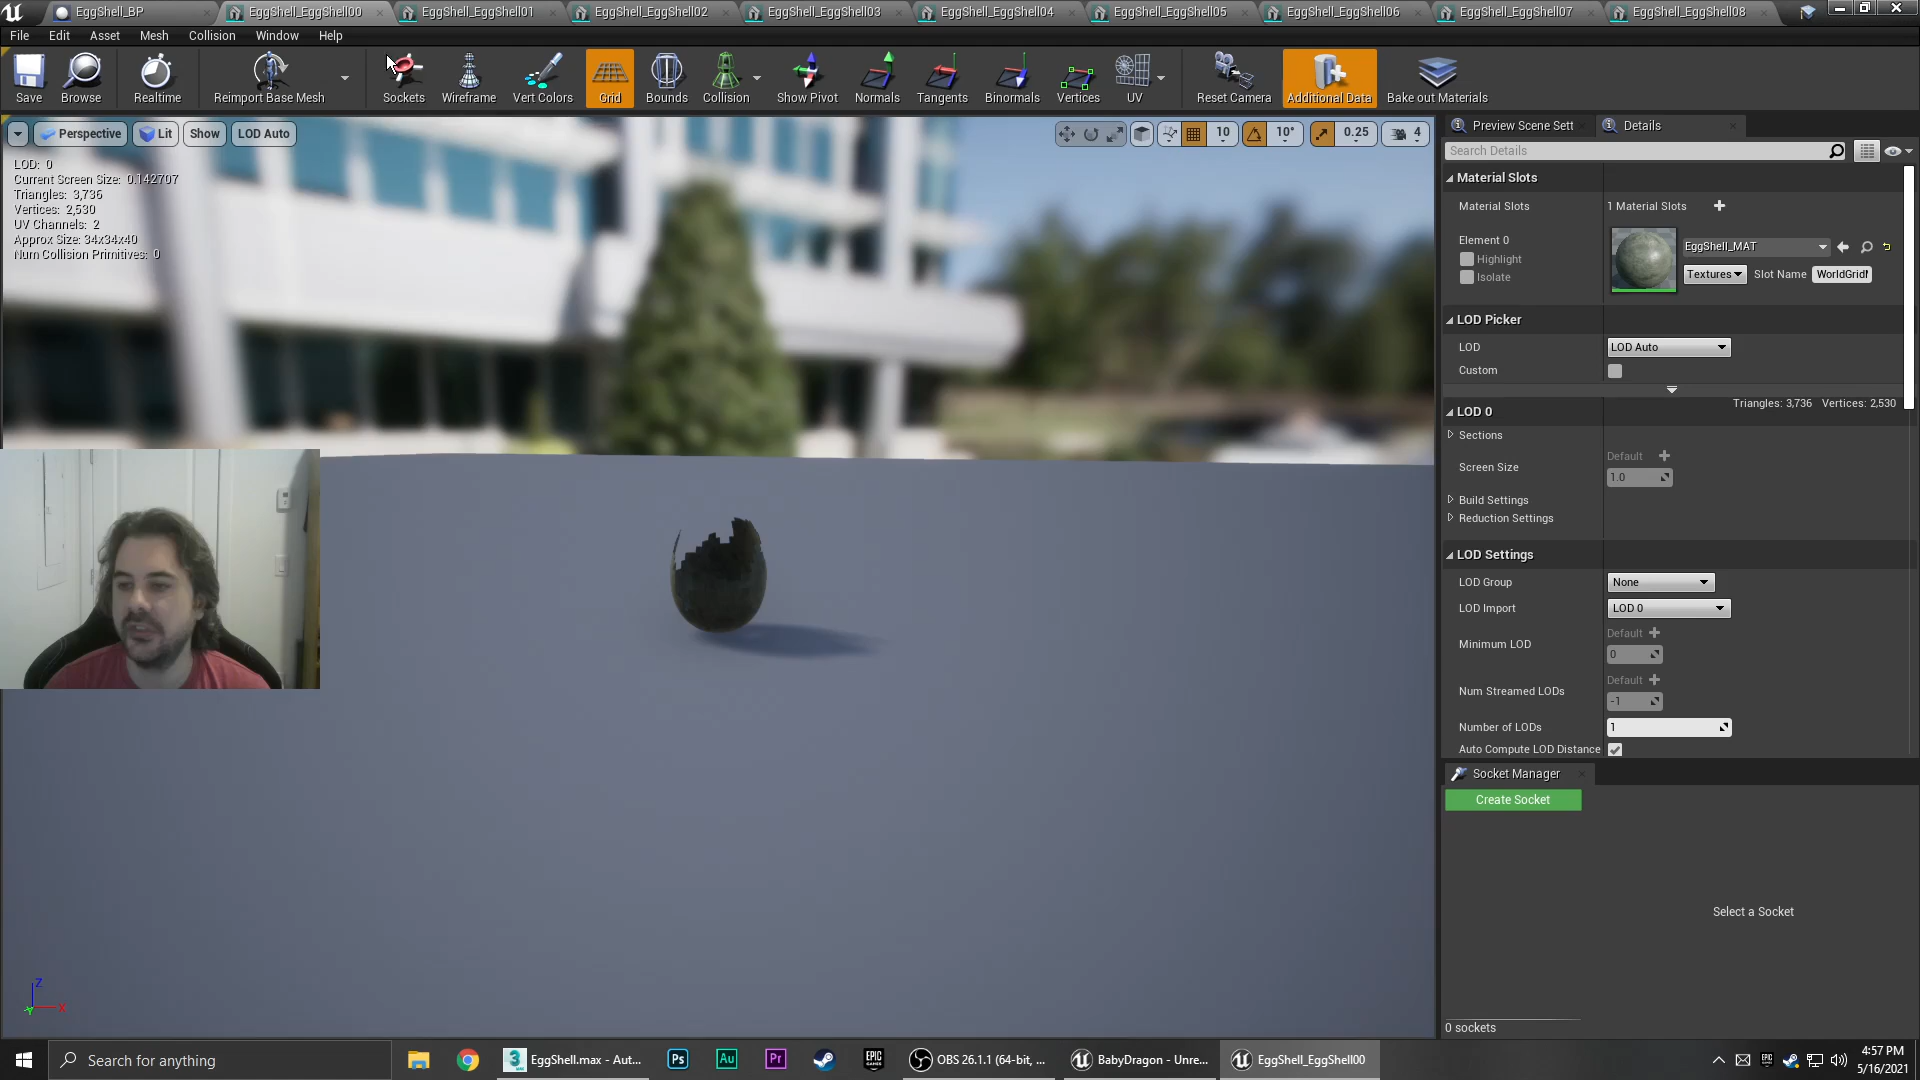 EggShell_BP
EggShell_EggShell00
EggShell_EggShell01
EggShell_EggShell02
EggShell_EggShell03
EggShell_EggShell04
EggShell_EggShell05
EggShell_EggShell06
EggShell_EggShell07
EggShell_EggShell08
File Edit Asset Mesh Collision Window Help
Save Browse Realtime Reimport Base Mesh Sockets Wireframe Vert Colors Grid Bounds Collision Show Pivot Normals Tangents Binormals Vertices UV Reset Camera Additional Data Bake out Materials
Perspective Lit Show LOD Auto
10 10° 0.25 4
LOD: 0
Current Screen Size: 0.142707
Triangles: 3,736
Vertices: 2,530
UV Channels: 2
Approx Size: 34x34x40
Num Collision Primitives: 0
Z
X
Y
Preview Scene Sett
Details
Search Details
Material Slots
Material Slots 1 Material Slots
Element 0
Highlight
Isolate
EggShell_MAT
Textures Slot Name WorldGridM
LOD Picker
LOD LOD Auto
Custom
LOD 0 Triangles: 3,736 Vertices: 2,530
Sections
Screen Size Default
1.0
Build Settings
Reduction Settings
LOD Settings
LOD Group None
LOD Import LOD 0
Minimum LOD Default
0
Num Streamed LODs Default
-1
Number of LODs 1
Auto Compute LOD Distance
Socket Manager
Create Socket
Select a Socket
0 sockets
Search for anything
3
EggShell.max - Aut...
Ps
Au
Pr
EPIC GAMES
OBS 26.1.1 (64-bit, ...
BabyDragon - Unre...
EggShell_EggShell00
4:57 PM
5/16/2021